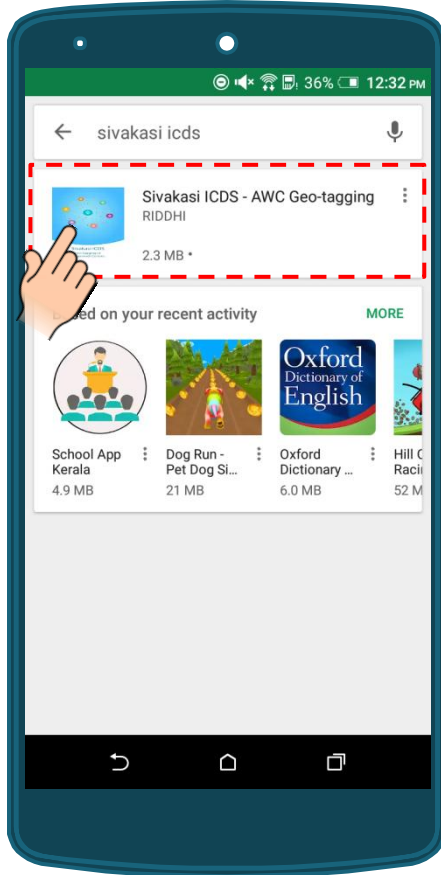 36% 12:32 PM
sivakasi icds
Sivakasi ICDS - AWC Geo-tagging
RIDDHI
2.3 MB •
ed on your recent activity MORE
Oxford
Dictionary of
English
School App Kerala
4.9 MB
Dog Run - Pet Dog Si...
21 MB
Oxford Dictionary ...
6.0 MB
Hill C
Raci
52 M